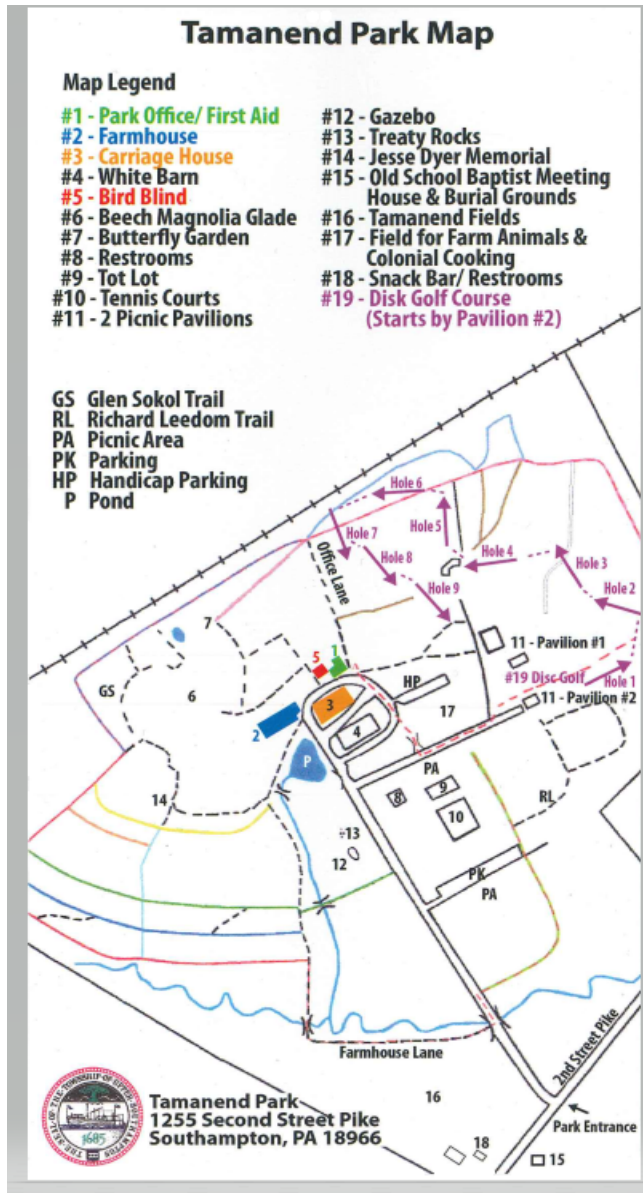 Tamanend Park Map
Map Legend
#1 - Park Office/ First Aid
#2 - Farmhouse
#3 - Carriage House
#4 - White Barn
#5 - Bird Blind
#6 - Beech Magnolia Glade
#7 - Butterfly Garden
#8 - Restrooms
#9 - Tot Lot
#10 - Tennis Courts
#11 - 2 Picnic Pavilions
#12 - Gazebo
#13 - Treaty Rocks
#14 - Jesse Dyer Memorial
#15 - Old School Baptist Meeting
House & Burial Grounds
#16 - Tamanend Fields
#17 - Field for Farm Animals &
Colonial Cooking
#18 - Snack Bar/ Restrooms
#19 - Disk Golf Course
(Starts by Pavilion #2)
GS Glen Sokol Trail
RL Richard Leedom Trail
PA Picnic Area
PK Parking
HP Handicap Parking
P Pond
Hole 6
Hole 7
Hole 5
Office Lane
Hole 8
Hole 4
Hole 3
Hole 9
Hole 2
7
11 - Pavilion #1
5
1
GS
6
HP
#19 Disc Golf
Hole 1
3
17
11 - Pavilion #2
2
4
P
PA
14
8
9
RL
10
13
12
PK
PA
Farmhouse Lane
2nd Street Pike
16
Park Entrance
18
15
THE SEAL OF THE TOWNSHIP OF UPPER SOUTHAMPTON
1685
Tamanend Park
1255 Second Street Pike
Southampton, PA 18966